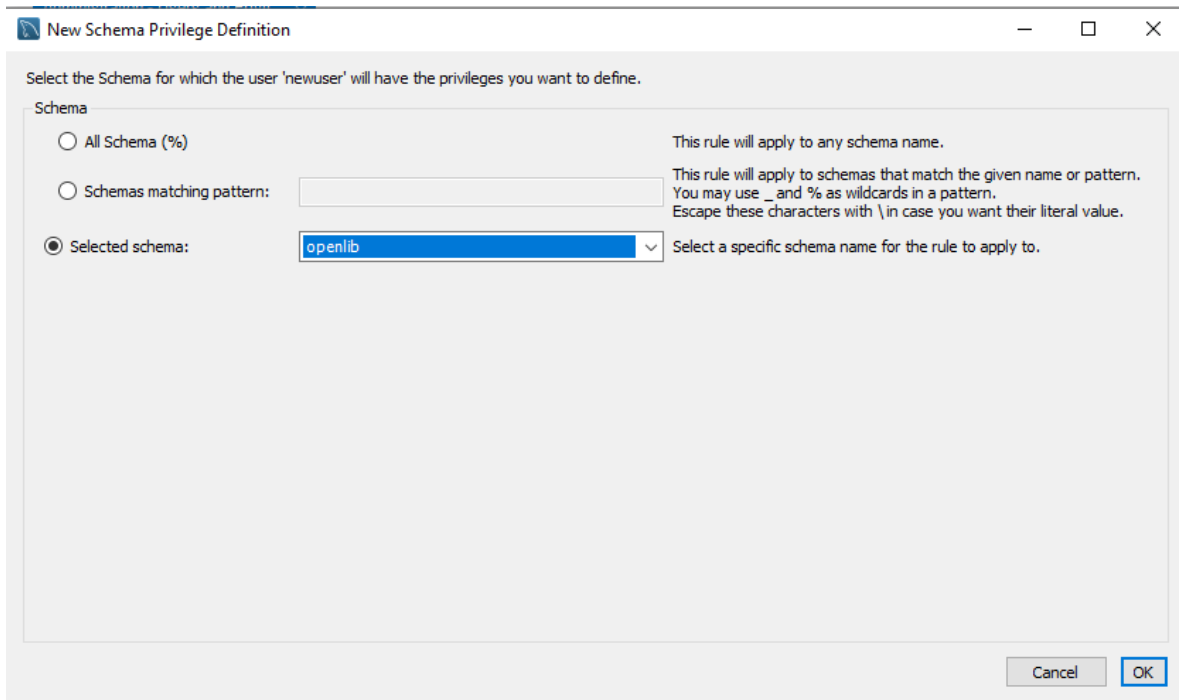 New Schema Privilege Definition
Select the Schema for which the user 'newuser' will have the privileges you want to define.
Schema
All Schema (%)
This rule will apply to any schema name.
Schemas matching pattern:
This rule will apply to schemas that match the given name or pattern.
You may use _ and % as wildcards in a pattern.
Escape these characters with \ in case you want their literal value.
Selected schema:
openlib
Select a specific schema name for the rule to apply to.
Cancel
OK